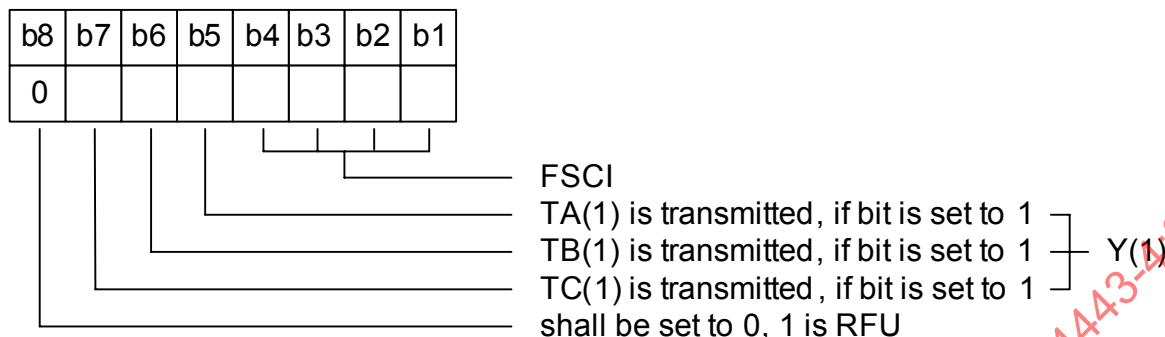 b8 b7 b6 b5 b4 b3 b2 b1
0
FSCI
TA(1) is transmitted, if bit is set to 1
TB(1) is transmitted, if bit is set to 1
Y(1)
TC(1) is transmitted, if bit is set to 1
shall be set to 0, 1 is RFU